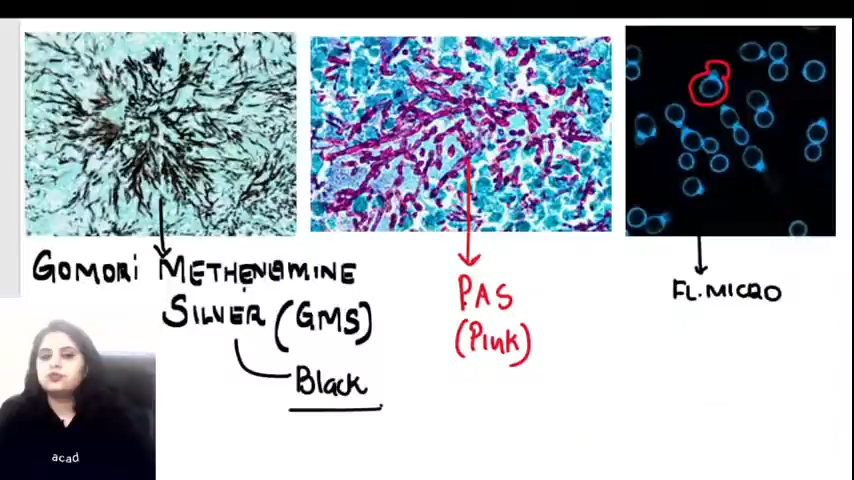 GOMORI METHENAMINE
SILVER (GMS)
Black
PAS
(Pink)
FL.MICRO
acad